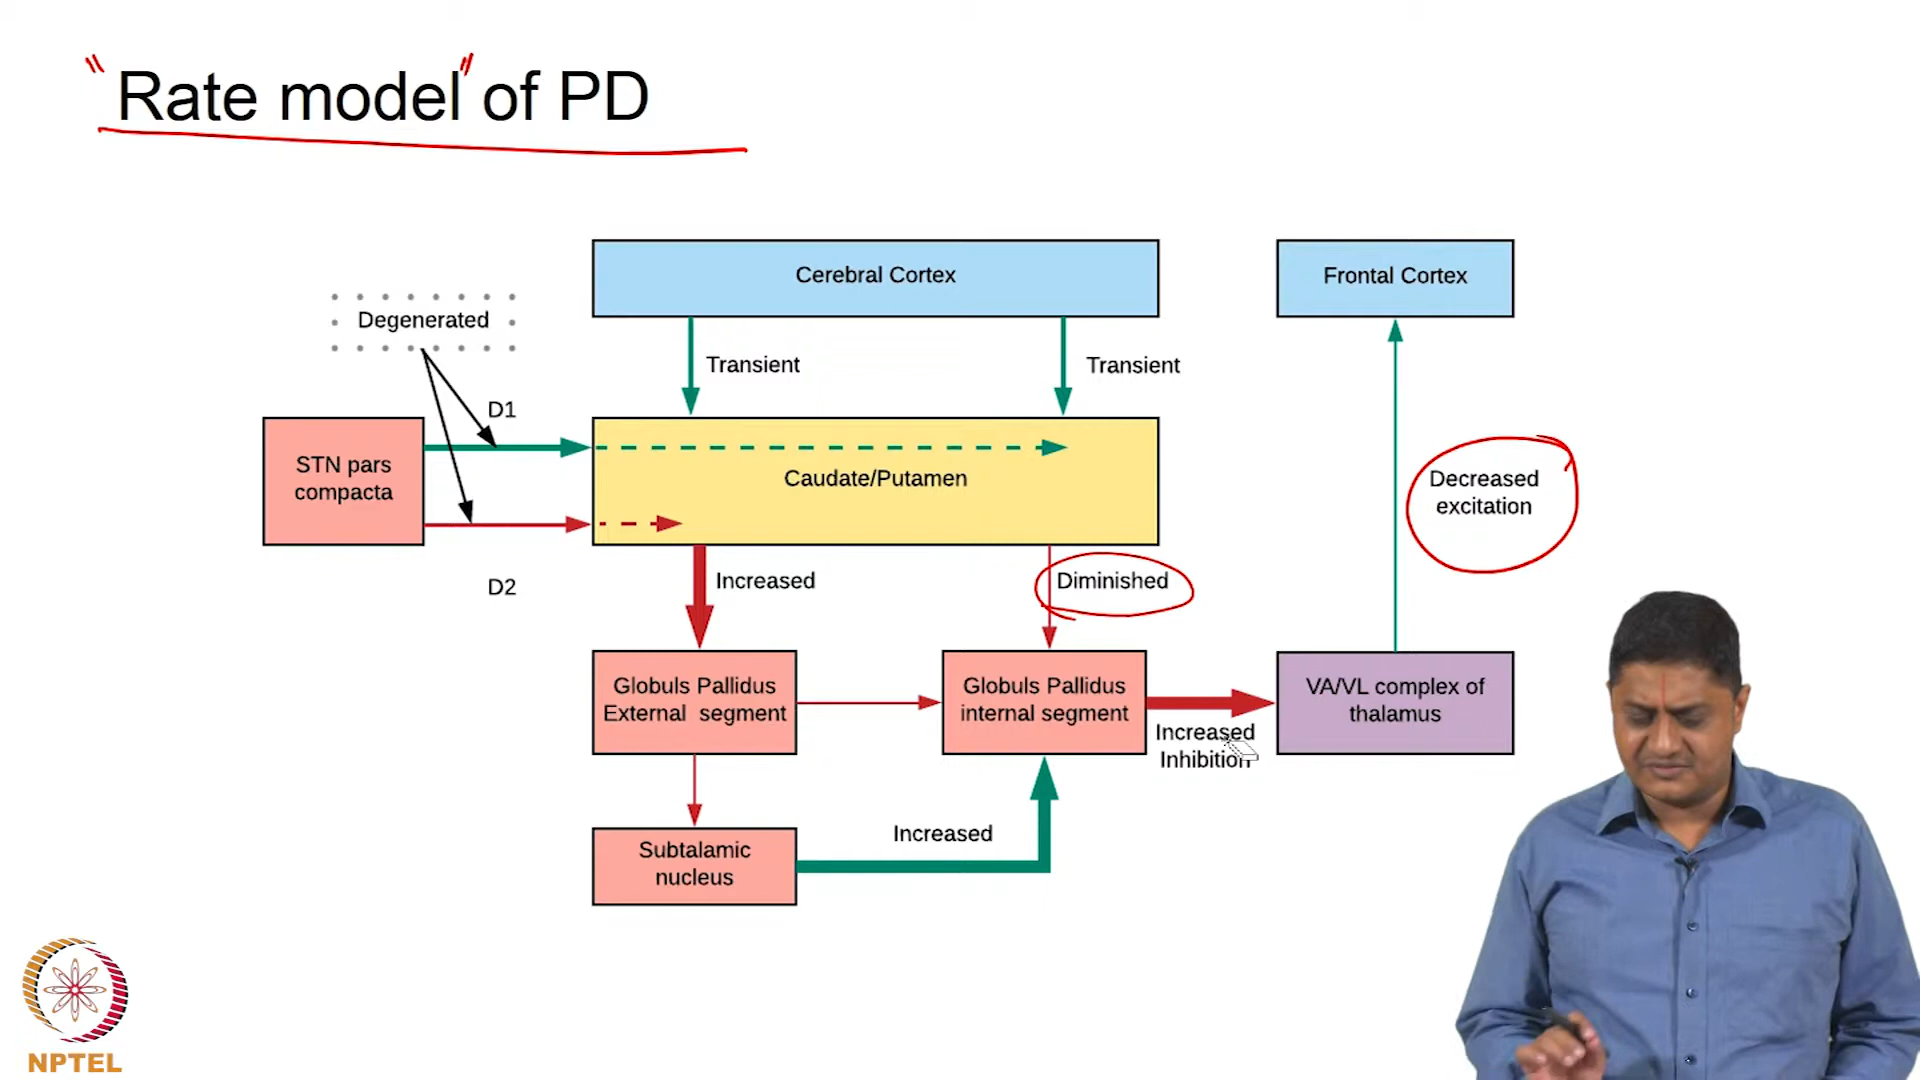 "Rate model" of PD
Cerebral Cortex
Frontal Cortex
Degenerated
Transient
Transient
D1
STN pars
compacta
Caudate/Putamen
Decreased
excitation
D2
Increased
Diminished
Globuls Pallidus
External segment
Globuls Pallidus
internal segment
VA/VL complex of
thalamus
Increased
Inhibition
Subtalamic
nucleus
Increased
NPTEL